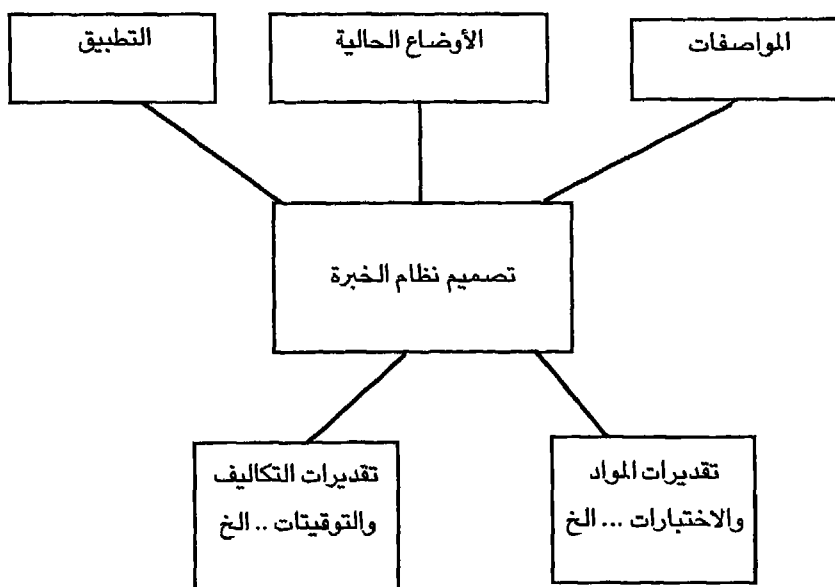 المواصفات
الأوضاع الحالية
التطبيق
تصميم نظام الخبرة
تقديرات المواد
والاختبارات ... الخ
تقديرات التكاليف
والتوقيتات .. الخ